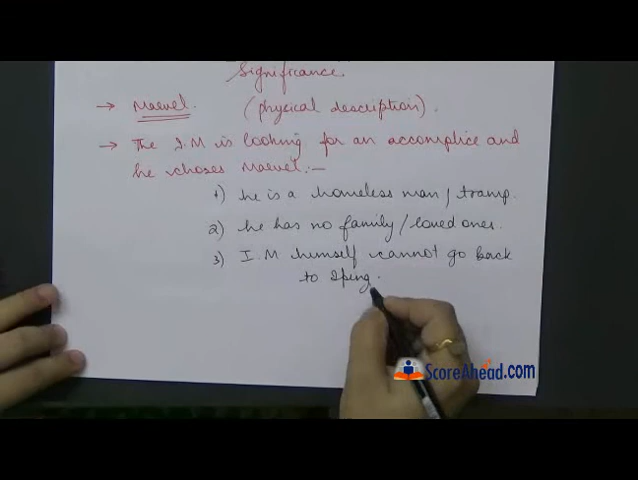 Significance.
→ Marvel. (physical description).
→ The I.M is looking for an accomplice and
he choses Marvel:—
1) he is a homeless man / tramp.
2) he has no family / loved ones.
3) I.M himself cannot go back
to Iping.
ScoreAhead.com